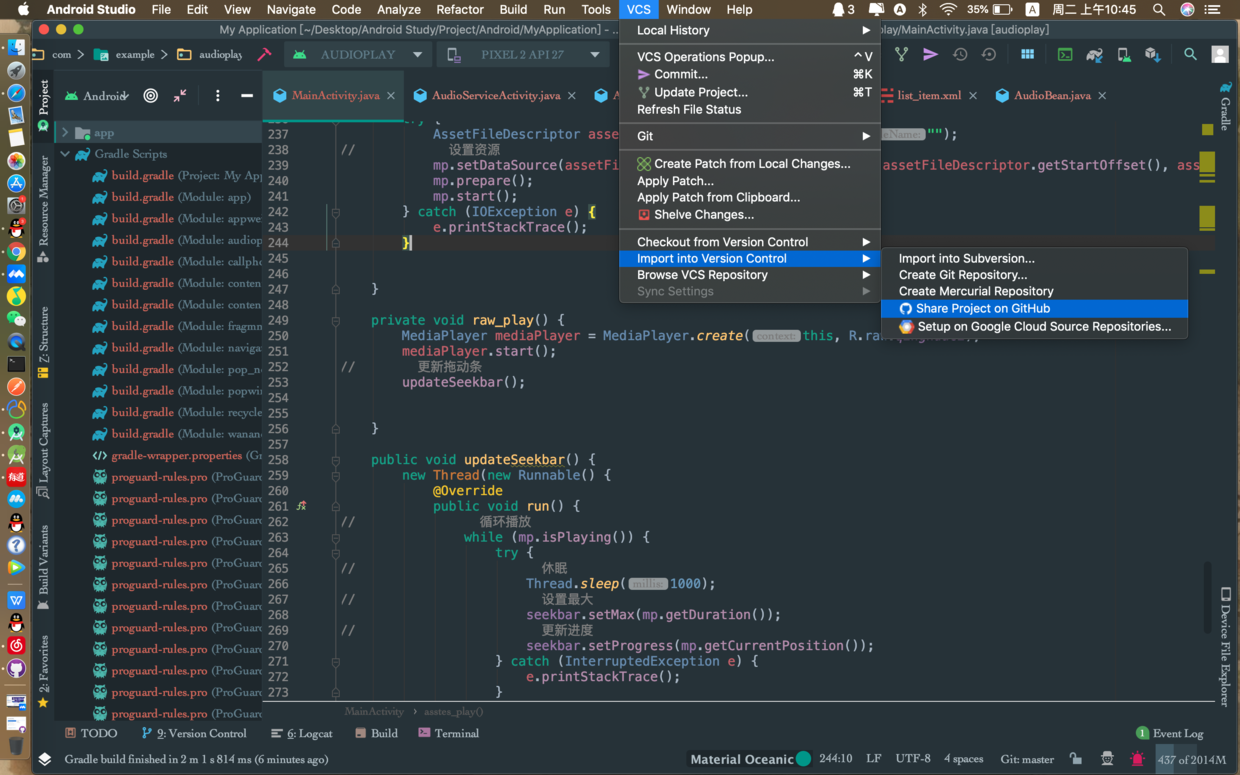 Android Studio File Edit View Navigate Code Analyze Refactor Build Run Tools VCS Window Help 3 35% A 周二 上午10:45
My Application [~/Desktop/Android Study/Project/Android/MyApplication] - ... play/MainActivity.java [audioplay]
com example audioplay AUDIOPLAY PIXEL 2 API 27
Android
MainActivity.java AudioServiceActivity.java A list_item.xml AudioBean.java
Project
Resource Manager
Z: Structure
Layout Captures
Build Variants
2: Favorites
Gradle
Device File Explorer
app
Gradle Scripts
build.gradle (Project: My App
build.gradle (Module: app)
build.gradle (Module: appwe
build.gradle (Module: audiop
build.gradle (Module: callpho
build.gradle (Module: conten
build.gradle (Module: conten
build.gradle (Module: fragmn
build.gradle (Module: naviga
build.gradle (Module: pop_n
build.gradle (Module: popwin
build.gradle (Module: recycle
build.gradle (Module: wanan
gradle-wrapper.properties (Gr
proguard-rules.pro (ProGuar
proguard-rules.pro (ProGuar
proguard-rules.pro (ProGuar
proguard-rules.pro (ProGuar
proguard-rules.pro (ProGuar
proguard-rules.pro (ProGuar
proguard-rules.pro (ProGuar
proguard-rules.pro (ProGuar
proguard-rules.pro (ProGuar
proguard-rules.pro (ProGuar
proguard-rules.pro (ProGuar
proguard-rules.pro (ProGuar
try {
237 AssetFileDescriptor asse "");
238 // 设置资源
239 mp.setDataSource(assetFi assetFileDescriptor.getStartOffset(), ass
240 mp.prepare();
241 mp.start();
242 } catch (IOException e) {
243 e.printStackTrace();
244 }
245
246
247 }
248
249 private void raw_play() {
250 MediaPlayer mediaPlayer = MediaPlayer.create( context: this,
251 mediaPlayer.start();
252 // 更新拖动条
253 updateSeekbar();
254
255
256 }
257
258 public void updateSeekbar() {
259 new Thread(new Runnable() {
260 @Override
261 public void run() {
262 // 循环播放
263 while (mp.isPlaying()) {
264 try {
265 // 休眠
266 Thread.sleep( millis: 1000);
267 // 设置最大
268 seekbar.setMax(mp.getDuration());
269 // 更新进度
270 seekbar.setProgress(mp.getCurrentPosition());
271 } catch (InterruptedException e) {
272 e.printStackTrace();
273 }
Local History
VCS Operations Popup... ^V
Commit... ⌘K
Update Project... ⌘T
Refresh File Status
Git
Create Patch from Local Changes...
Apply Patch...
Apply Patch from Clipboard...
Shelve Changes...
Checkout from Version Control
Import into Version Control
Browse VCS Repository
Sync Settings
Import into Subversion...
Create Git Repository...
Create Mercurial Repository
Share Project on GitHub
Setup on Google Cloud Source Repositories...
MainActivity › asstes_play()
TODO 9: Version Control 6: Logcat Build Terminal 1 Event Log
Gradle build finished in 2 m 1 s 814 ms (6 minutes ago) Material Oceanic 244:10 LF UTF-8 4 spaces Git: master 437 of 2014M